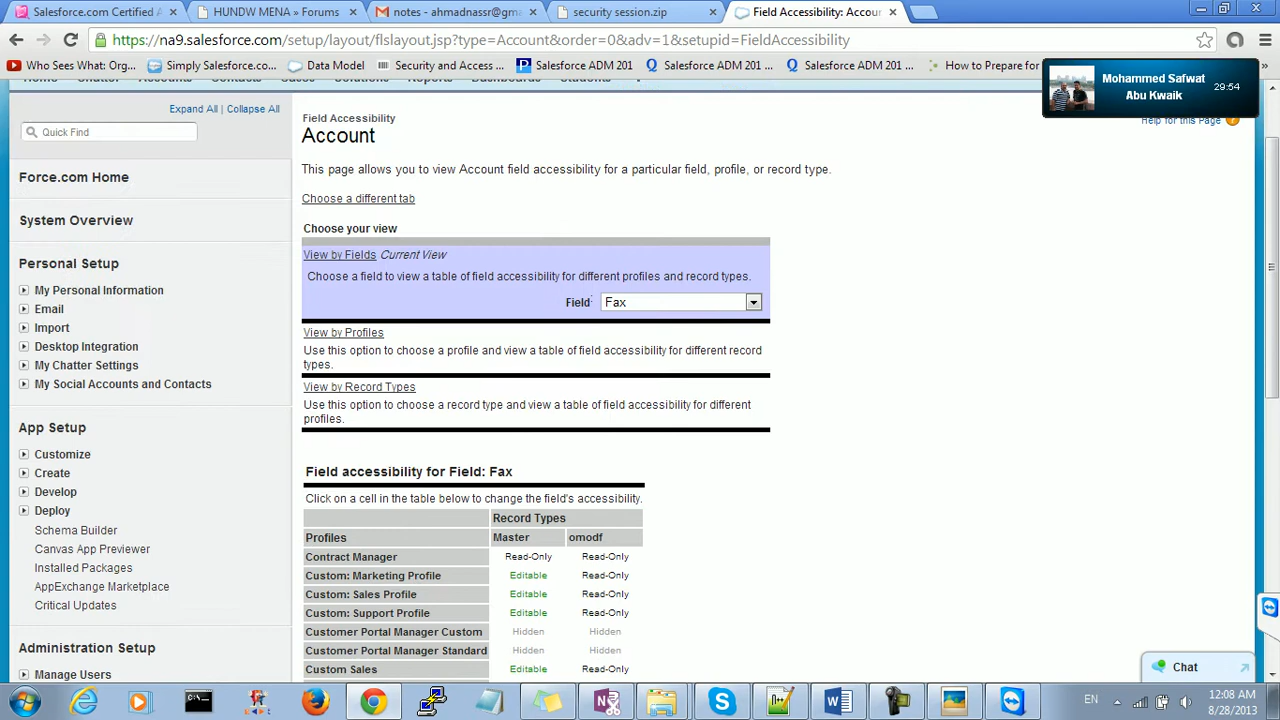 Salesforce.com Certified A
HUNDW MENA » Forums
notes - ahmadnassr@gma
security session.zip
Field Accessibility: Accour
https://na9.salesforce.com/setup/layout/flslayout.jsp?type=Account&order=0&adv=1&setupid=FieldAccessibility
Who Sees What: Org...
Simply Salesforce.co...
Data Model
Security and Access ...
Salesforce ADM 201
Salesforce ADM 201 ...
Salesforce ADM 201 ...
How to Prepare for
Mohammed Safwat
Abu Kwaik
29:54
Help for this Page
Expand All | Collapse All
Quick Find
Force.com Home
System Overview
Personal Setup
My Personal Information
Email
Import
Desktop Integration
My Chatter Settings
My Social Accounts and Contacts
App Setup
Customize
Create
Develop
Deploy
Schema Builder
Canvas App Previewer
Installed Packages
AppExchange Marketplace
Critical Updates
Administration Setup
Manage Users
Field Accessibility
Account
This page allows you to view Account field accessibility for a particular field, profile, or record type.
Choose a different tab
Choose your view
View by Fields Current View
Choose a field to view a table of field accessibility for different profiles and record types.
Field: Fax
View by Profiles
Use this option to choose a profile and view a table of field accessibility for different record
types.
View by Record Types
Use this option to choose a record type and view a table of field accessibility for different
profiles.
Field accessibility for Field: Fax
Click on a cell in the table below to change the field's accessibility.
Record Types
Profiles Master omodf
Contract Manager Read-Only Read-Only
Custom: Marketing Profile Editable Read-Only
Custom: Sales Profile Editable Read-Only
Custom: Support Profile Editable Read-Only
Customer Portal Manager Custom Hidden Hidden
Customer Portal Manager Standard Hidden Hidden
Custom Sales Editable Read-Only
Chat
EN
12:08 AM
8/28/2013